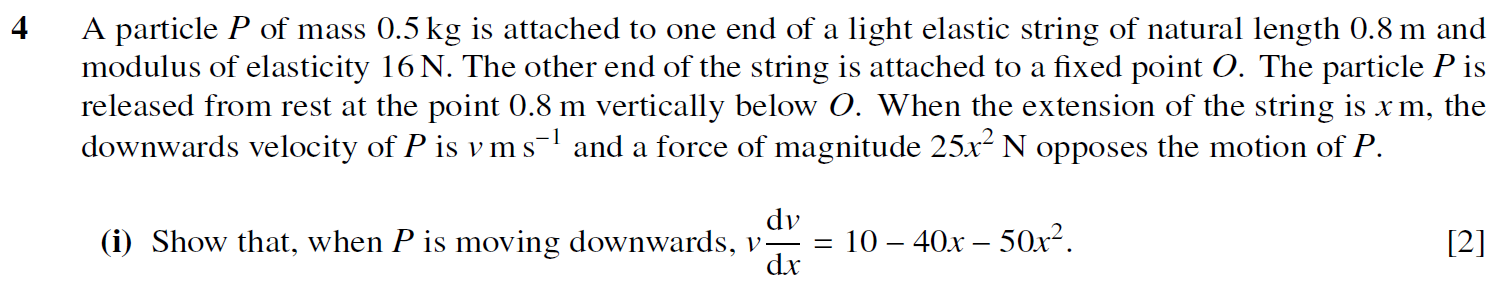 4 A particle P of mass 0.5 kg is attached to one end of a light elastic string of natural length 0.8 m and
modulus of elasticity 16 N. The other end of the string is attached to a fixed point O. The particle P is
released from rest at the point 0.8 m vertically below O. When the extension of the string is x m, the
downwards velocity of P is v m s⁻¹ and a force of magnitude 25x² N opposes the motion of P.
(i) Show that, when P is moving downwards, v dv/dx = 10 – 40x – 50x². [2]